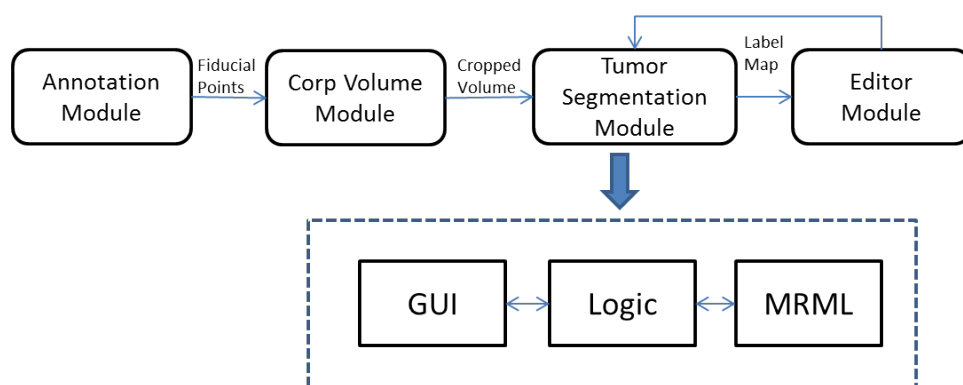 Annotation
Module
Fiducial
Points
Corp Volume
Module
Cropped
Volume
Tumor
Segmentation
Module
Label
Map
Editor
Module
GUI
Logic
MRML